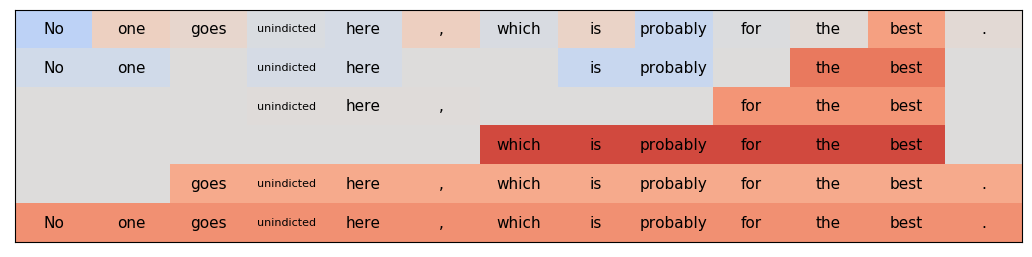 No one goes unindicted here , which is probably for the best .
No one unindicted here is probably the best
unindicted here , for the best
which is probably for the best
goes unindicted here , which is probably for the best .
No one goes unindicted here , which is probably for the best .